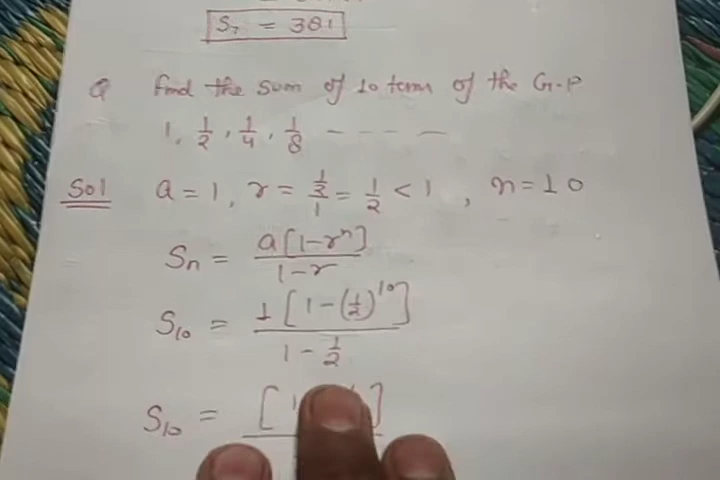 S₇ = 381
Q Find the sum of 10 term of the G.P
1, 1/2, 1/4, 1/8 - - - -
Sol a = 1, r = (1/2)/1 = 1/2 < 1, n = 10
Sn = a[1-rⁿ]/1-r
S₁₀ = 1[1-(1/2)¹⁰]/1-1/2
S₁₀ = [1 ]